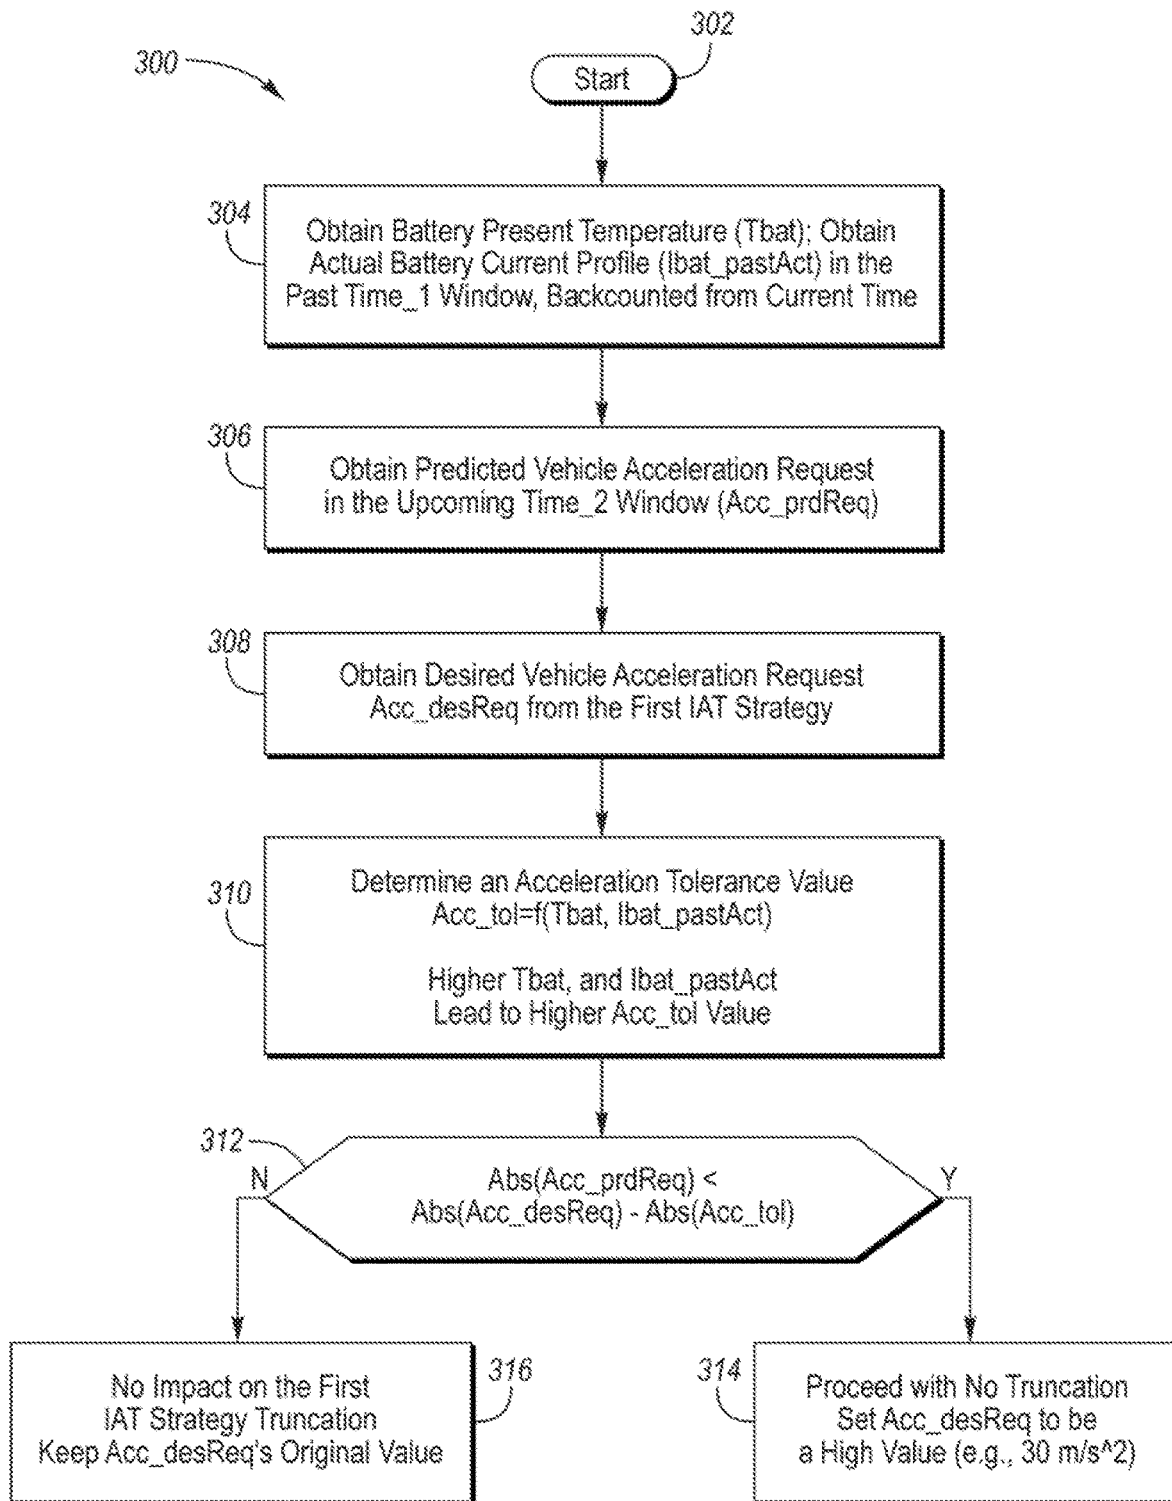 302
300
Start
304
Obtain Battery Present Temperature (Tbat); Obtain
Actual Battery Current Profile (Ibat_pastAct) in the
Past Time_1 Window, Backcounted from Current Time
306
Obtain Predicted Vehicle Acceleration Request
in the Upcoming Time_2 Window (Acc_prdReq)
308
Obtain Desired Vehicle Acceleration Request
Acc_desReq from the First IAT Strategy
310
Determine an Acceleration Tolerance Value
Acc_tol=f(Tbat, Ibat_pastAct)
Higher Tbat, and Ibat_pastAct
Lead to Higher Acc_tol Value
312
N
Abs(Acc_prdReq) <
Abs(Acc_desReq) - Abs(Acc_tol)
Y
No Impact on the First
IAT Strategy Truncation
Keep Acc_desReq's Original Value
316
314
Proceed with No Truncation
Set Acc_desReq to be
a High Value (e.g., 30 m/s^2)